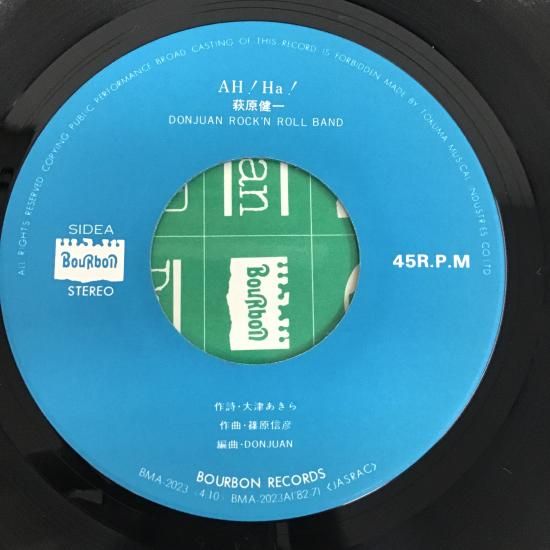 ALL RIGHTS RESERVED COPYING PUBLIC PERFORMANCE BROAD CASTING OF THIS RECORD IS FORBIDDEN MADE BY TOKUMA MUSICAL INDUSTRIES CO.LTD
AH! Ha!
萩原健一
DONJUAN ROCK'N ROLL BAND
SIDEA
BouRboN
STEREO
45R.P.M
an
BouRboN
作詩・大津あきら
作曲・篠原信彦
編曲・DONJUAN
BOURBON RECORDS
BMA-2023 4.10 BMA-2023A('82.7) (JASRAC)